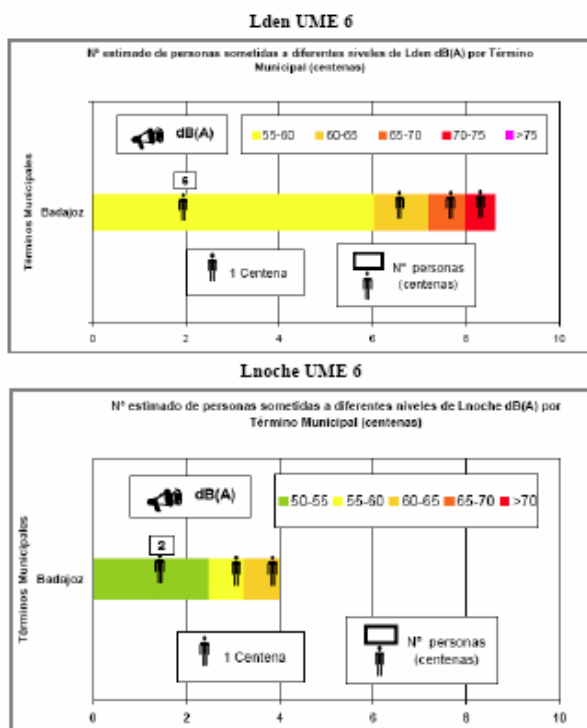 Lden UME 6
Nº estimado de personas sometidas a diferentes niveles de Lden dB(A) por Término
Municipal (centenas)
dB(A)
55-60 60-65 65-70 70-75 >75
6
Términos Municipales
Badajoz
1 Centena
Nº personas
(centenas)
0 2 4 6 8 10
Lnoche UME 6
Nº estimado de personas sometidas a diferentes niveles de Lnoche dB(A) por
Término Municipal (centenas)
dB(A)
50-55 55-60 60-65 65-70 >70
2
Términos Municipales
Badajoz
1 Centena
Nº personas
(centenas)
0 2 4 6 8 10